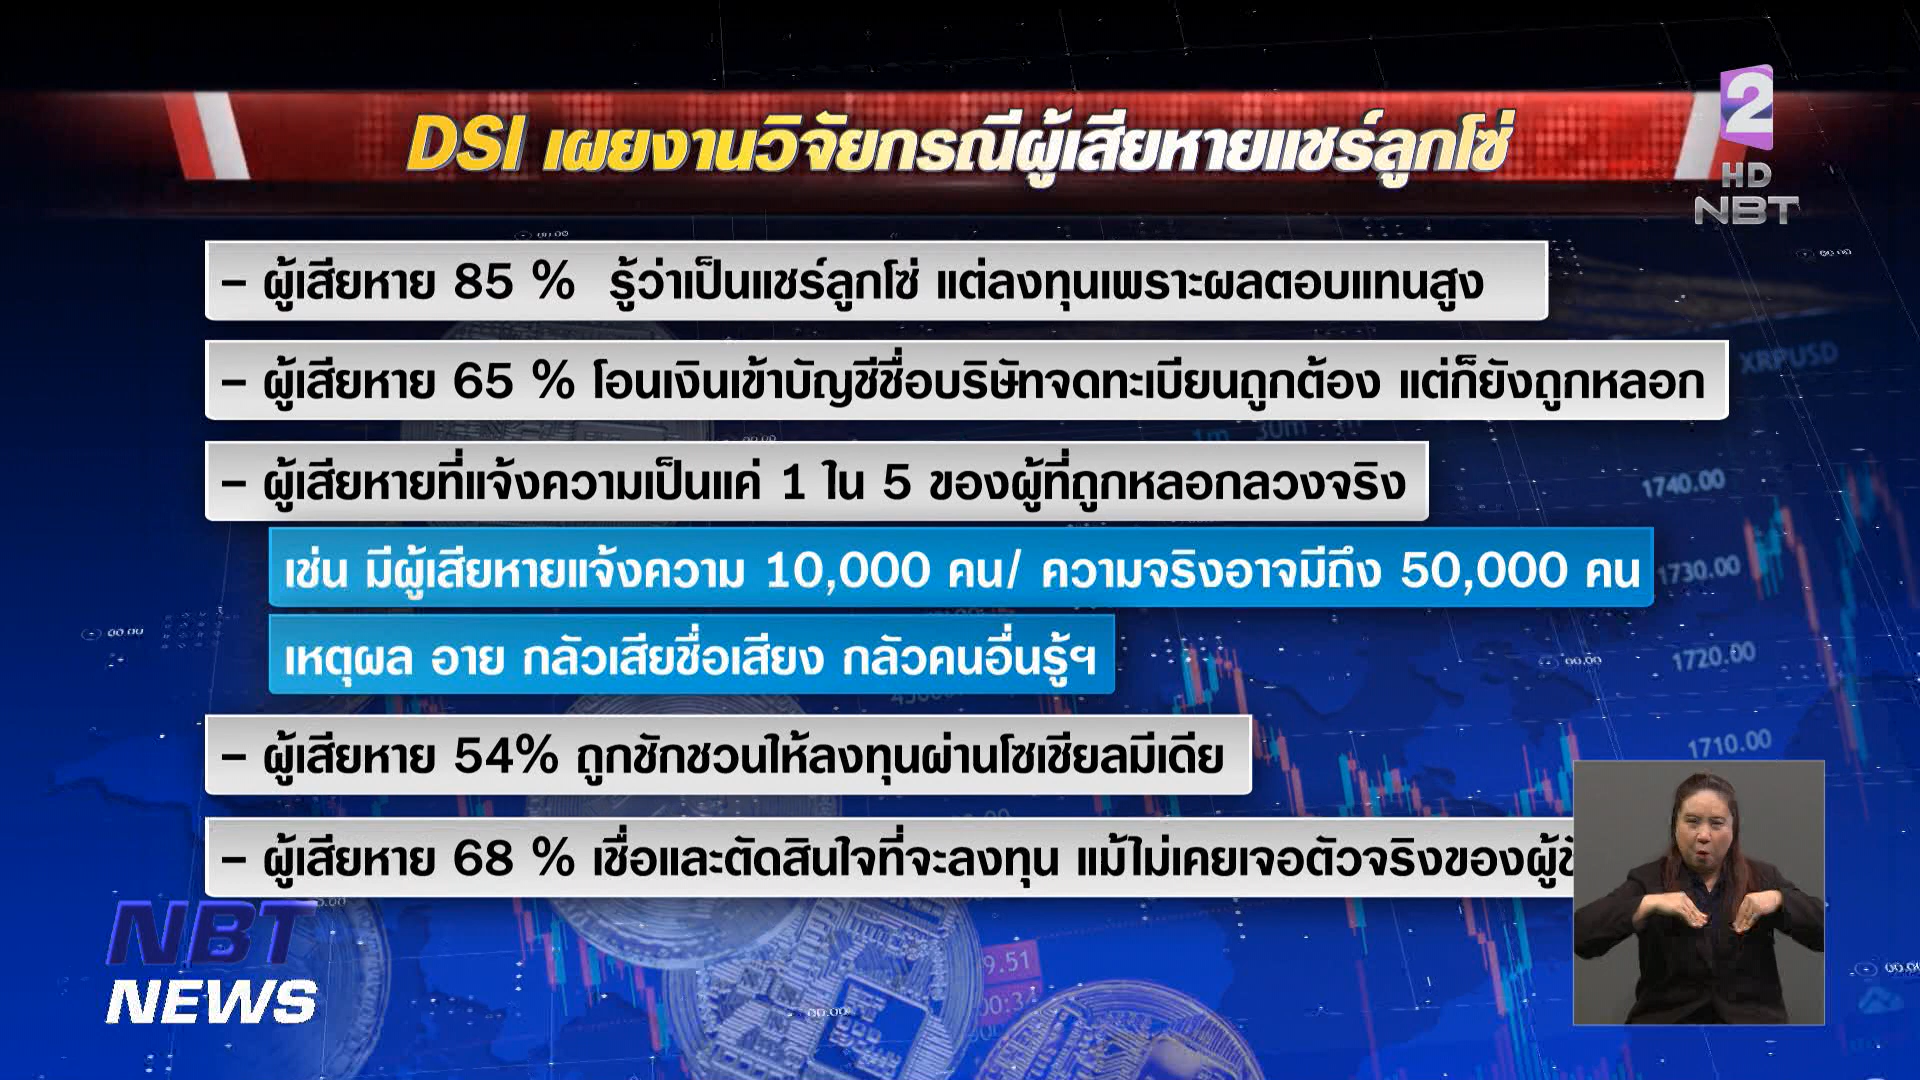 DSI เผยงานวิจัยกรณีผู้เสียหายแชร์ลูกโซ่
2
HD
NBT
– ผู้เสียหาย 85 % รู้ว่าเป็นแชร์ลูกโซ่ แต่ลงทุนเพราะผลตอบแทนสูง
– ผู้เสียหาย 65 % โอนเงินเข้าบัญชีชื่อบริษัทจดทะเบียนถูกต้อง แต่ก็ยังถูกหลอก
XRPUSD
– ผู้เสียหายที่แจ้งความเป็นแค่ 1 ใน 5 ของผู้ที่ถูกหลอกลวงจริง
1740.00
เช่น มีผู้เสียหายแจ้งความ 10,000 คน/ ความจริงอาจมีถึง 50,000 คน
1730.00
เหตุผล อาย กลัวเสียชื่อเสียง กลัวคนอื่นรู้ฯ
1720.00
– ผู้เสียหาย 54% ถูกชักชวนให้ลงทุนผ่านโซเชียลมีเดีย
1710.00
– ผู้เสียหาย 68 % เชื่อและตัดสินใจที่จะลงทุน แม้ไม่เคยเจอตัวจริงของ
NBT
NEWS